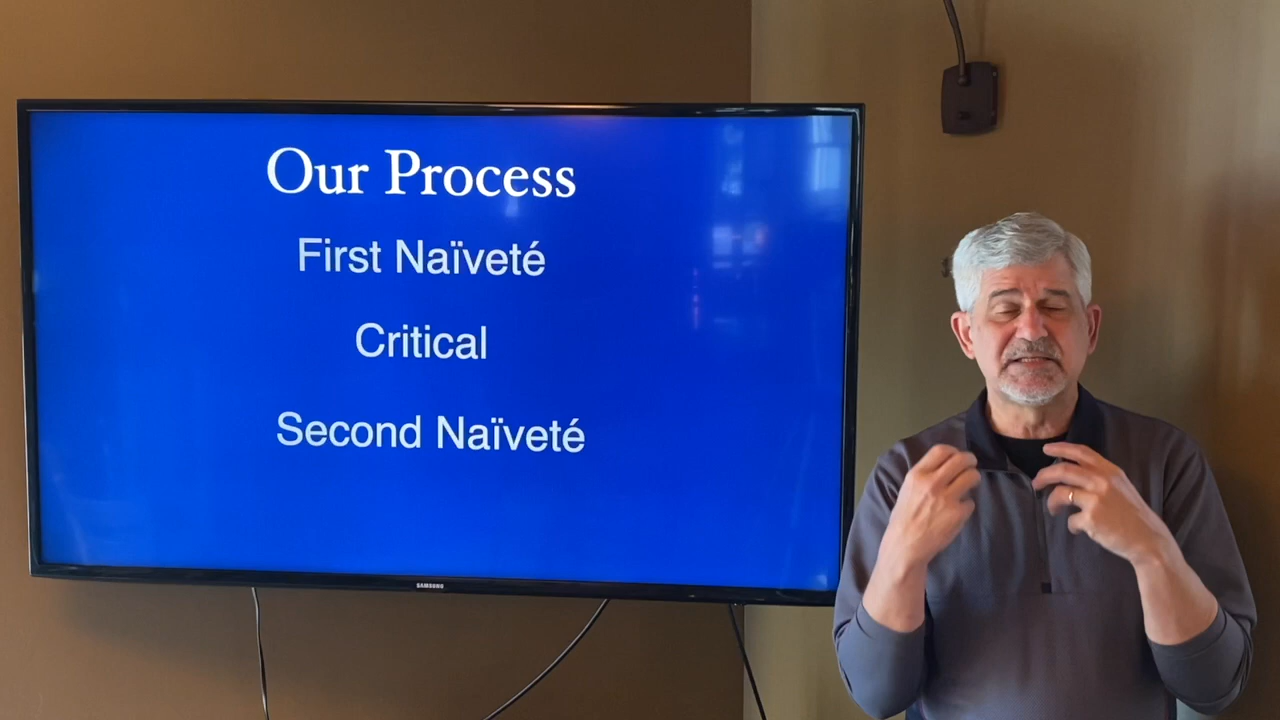 Our Process
First Naïveté
Critical
Second Naïveté
SAMSUNG